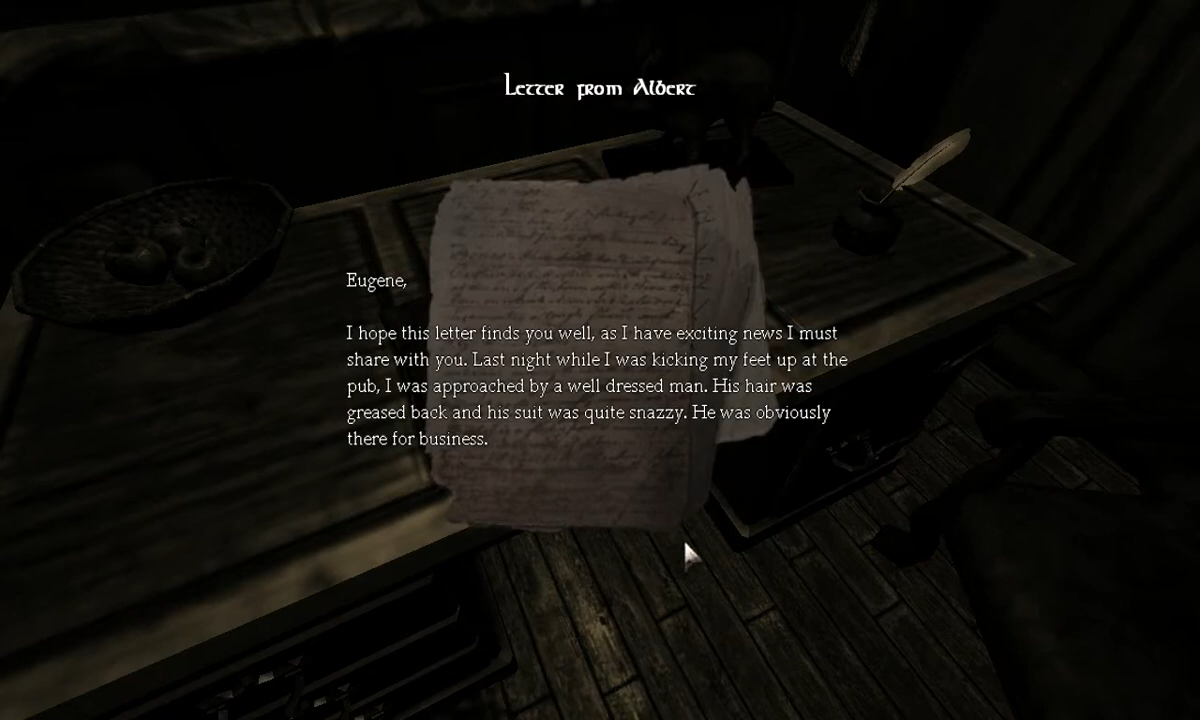 Letter from Albert
Eugene,
I hope this letter finds you well, as I have exciting news I must
share with you. Last night while I was kicking my feet up at the
pub, I was approached by a well dressed man. His hair was
greased back and his suit was quite snazzy. He was obviously
there for business.